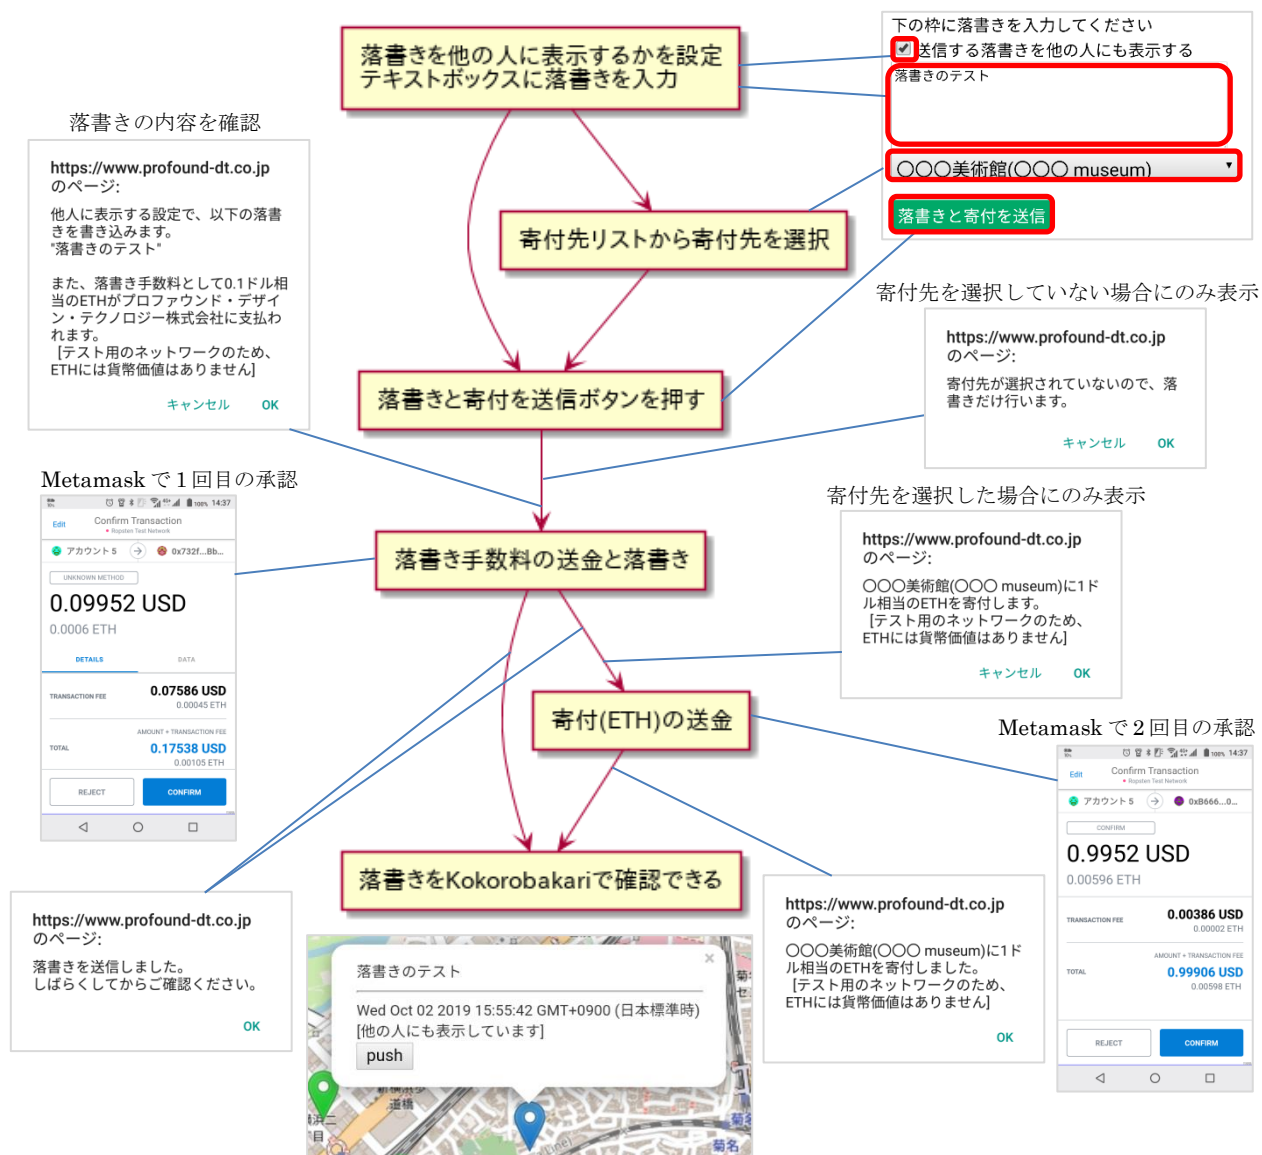 落書きを他の人に表示するかを設定
テキストボックスに落書きを入力
下の枠に落書きを入力してください
送信する落書きを他の人にも表示する
落書きのテスト
〇〇〇美術館(〇〇〇 museum)
落書きと寄付を送信
落書きの内容を確認
https://www.profound-dt.co.jp
のページ:
他人に表示する設定で、以下の落書
きを書き込みます。
"落書きのテスト"
また、落書き手数料として0.1ドル相
当のETHがプロファウンド・デザイ
ン・テクノロジー株式会社に支払わ
れます。
[テスト用のネットワークのため、
ETHには貨幣価値はありません]
キャンセル OK
寄付先リストから寄付先を選択
寄付先を選択していない場合にのみ表示
https://www.profound-dt.co.jp
のページ:
寄付先が選択されていないので、落
書きだけ行います。
キャンセル OK
落書きと寄付を送信ボタンを押す
Metamask で 1 回目の承認
100% 14:37
Edit Confirm Transaction
Ropsten Test Network
アカウント 5 0x732f...Bb...
UNKNOWN METHOD
0.09952 USD
0.0006 ETH
DETAILS DATA
TRANSACTION FEE 0.07586 USD
0.00045 ETH
AMOUNT + TRANSACTION FEE
TOTAL 0.17538 USD
0.00105 ETH
REJECT CONFIRM
寄付先を選択した場合にのみ表示
https://www.profound-dt.co.jp
のページ:
〇〇〇美術館(〇〇〇 museum)に1ド
ル相当のETHを寄付します。
[テスト用のネットワークのため、
ETHには貨幣価値はありません]
キャンセル OK
落書き手数料の送金と落書き
寄付(ETH)の送金
Metamask で 2 回目の承認
100% 14:37
Edit Confirm Transaction
Ropsten Test Network
アカウント 5 0xB666...0...
CONFIRM
0.9952 USD
0.00596 ETH
TRANSACTION FEE 0.00386 USD
0.00002 ETH
AMOUNT + TRANSACTION FEE
TOTAL 0.99906 USD
0.00598 ETH
REJECT CONFIRM
落書きをKokorobakariで確認できる
https://www.profound-dt.co.jp
のページ:
落書きを送信しました。
しばらくしてからご確認ください。
OK
https://www.profound-dt.co.jp
のページ:
〇〇〇美術館(〇〇〇 museum)に1ド
ル相当のETHを寄付しました。
[テスト用のネットワークのため、
ETHには貨幣価値はありません]
OK
落書きのテスト
×
Wed Oct 02 2019 15:55:42 GMT+0900 (日本標準時)
[他の人にも表示しています]
push
道橋
菊名